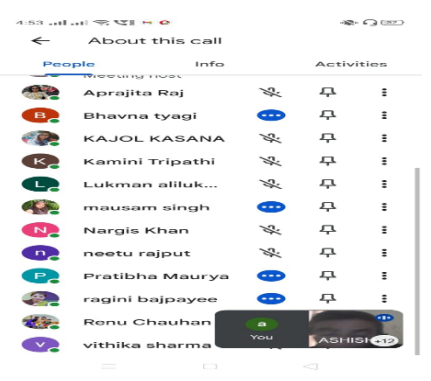 4:53
← About this call
People Info Activities
Meeting host
Aprajita Raj
B Bhavna tyagi
KAJOL KASANA
K Kamini Tripathi
L Lukman aliluk...
mausam singh
N Nargis Khan
n neetu rajput
P Pratibha Maurya
ragini bajpayee
Renu Chauhan
V vithika sharma
a
You
ASHISH
+12